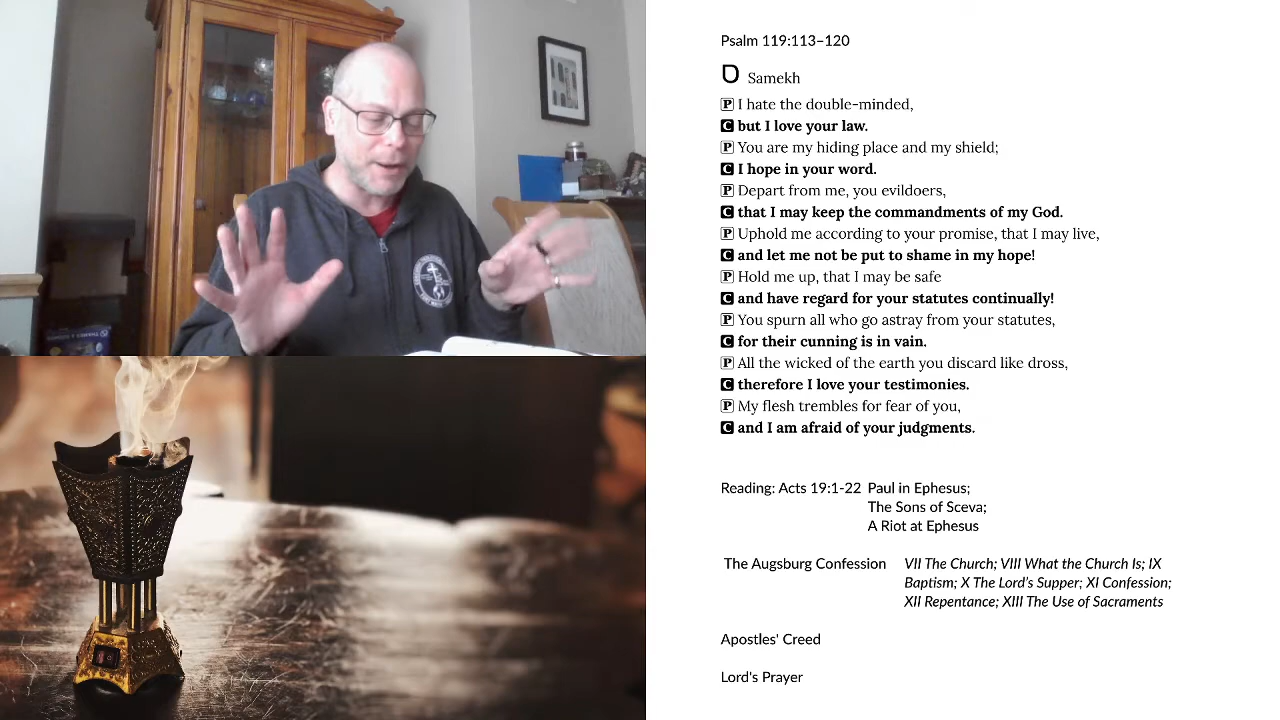 Psalm 119:113–120
ס Samekh
P I hate the double-minded,
C but I love your law.
P You are my hiding place and my shield;
C I hope in your word.
P Depart from me, you evildoers,
C that I may keep the commandments of my God.
P Uphold me according to your promise, that I may live,
C and let me not be put to shame in my hope!
P Hold me up, that I may be safe
C and have regard for your statutes continually!
P You spurn all who go astray from your statutes,
C for their cunning is in vain.
P All the wicked of the earth you discard like dross,
C therefore I love your testimonies.
P My flesh trembles for fear of you,
C and I am afraid of your judgments.
Reading: Acts 19:1-22 Paul in Ephesus;
The Sons of Sceva;
A Riot at Ephesus
The Augsburg Confession VII The Church; VIII What the Church Is; IX
Baptism; X The Lord's Supper; XI Confession;
XII Repentance; XIII The Use of Sacraments
Apostles' Creed
Lord's Prayer